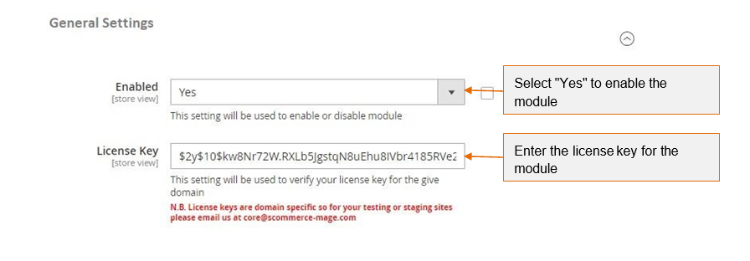 General Settings
Enabled
[store view]
Yes
Select "Yes" to enable the
module
This setting will be used to enable or disable module
License Key
[store view]
$2y$10$kw8Nr72W.RXLb5JgstqN8uEhu8IVbr4185RVe2
Enter the license key for the
module
This setting will be used to verify your license key for the give
domain
N.B. License keys are domain specific so for your testing or staging sites
please email us at core@scommerce-mage.com